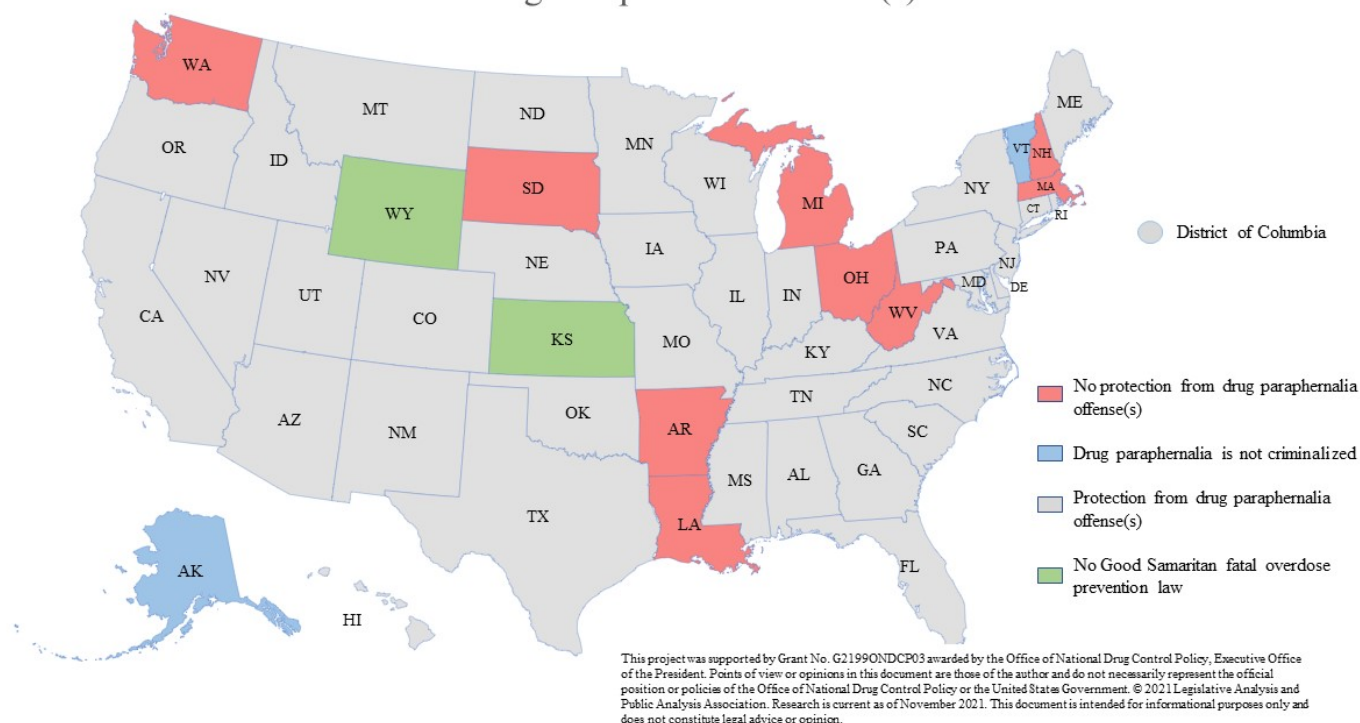 WA
MT
ND
MN
ME
OR
ID
SD
WI
VT
NH
NY
MA
CT
RI
WY
MI
IA
NE
PA
NJ
NV
UT
CO
IL
IN
OH
MD
DE
WV
CA
KS
MO
KY
VA
AZ
NM
OK
AR
TN
NC
SC
TX
MS
AL
GA
LA
FL
AK
HI
District of Columbia
No protection from drug paraphernalia
offense(s)
Drug paraphernalia is not criminalized
Protection from drug paraphernalia
offense(s)
No Good Samaritan fatal overdose
prevention law
This project was supported by Grant No. G2199ONDCP03 awarded by the Office of National Drug Control Policy, Executive Office
of the President. Points of view or opinions in this document are those of the author and do not necessarily represent the official
position or policies of the Office of National Drug Control Policy or the United States Government. © 2021 Legislative Analysis and
Public Analysis Association. Research is current as of November 2021. This document is intended for informational purposes only and
does not constitute legal advice or opinion.